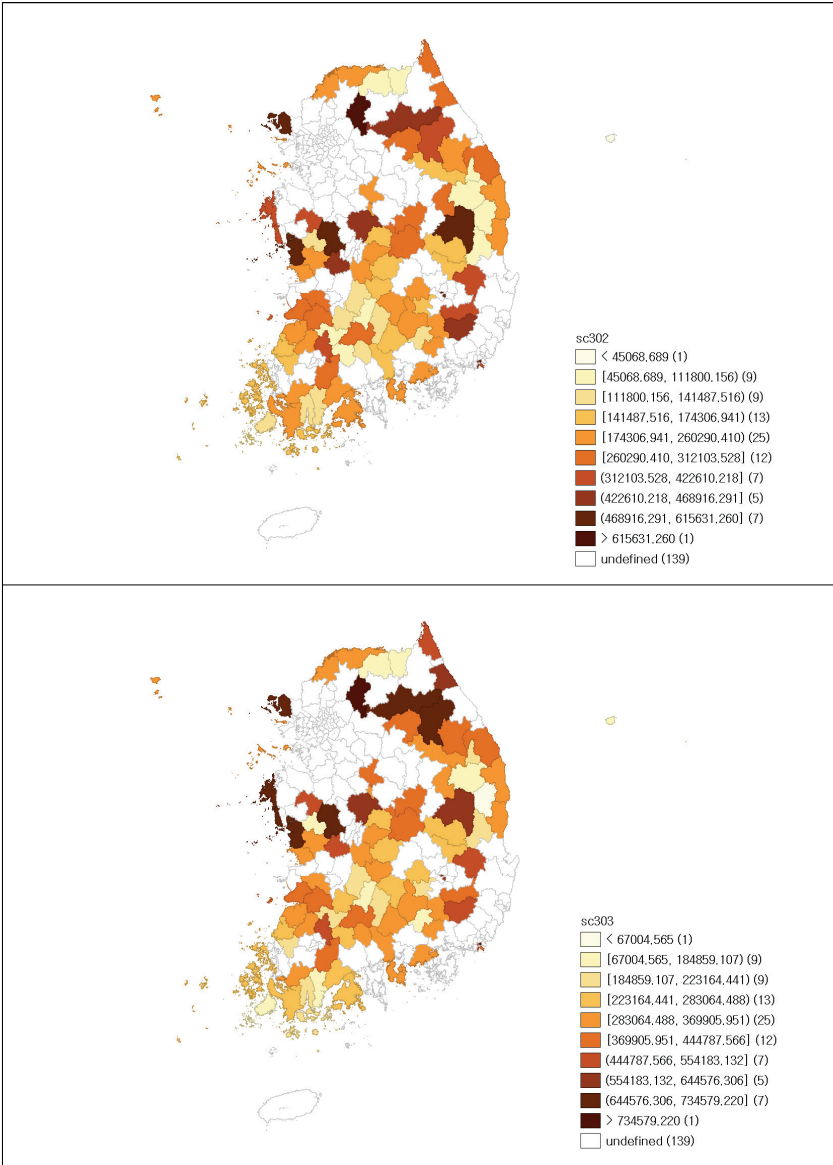 sc302
< 45068,689 (1)
[45068,689, 111800,156) (9)
[111800,156, 141487,516) (9)
[141487,516, 174306,941) (13)
[174306,941, 260290,410) (25)
[260290,410, 312103,528] (12)
(312103,528, 422610,218] (7)
(422610,218, 468916,291] (5)
(468916,291, 615631,260] (7)
> 615631,260 (1)
undefined (139)
sc303
< 67004,565 (1)
[67004,565, 184859,107) (9)
[184859,107, 223164,441) (9)
[223164,441, 283064,488) (13)
[283064,488, 369905,951) (25)
[369905,951, 444787,566] (12)
(444787,566, 554183,132] (7)
(554183,132, 644576,306] (5)
(644576,306, 734579,220] (7)
> 734579,220 (1)
undefined (139)